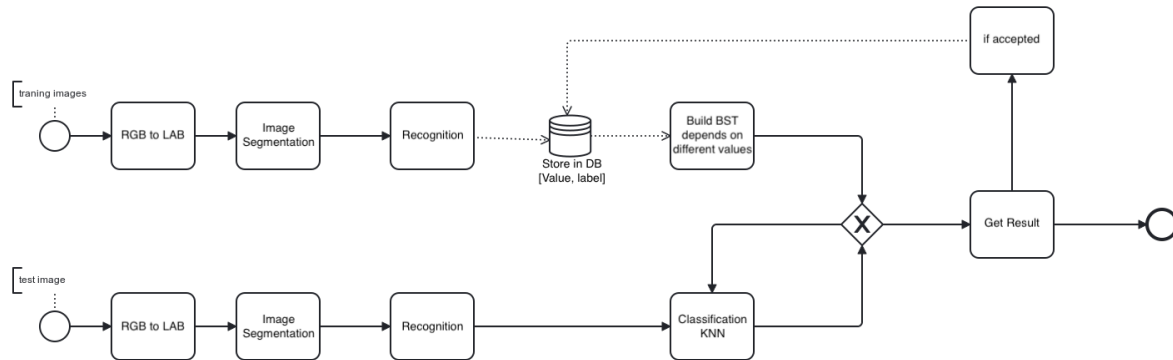 if accepted
traning images
RGB to LAB
Image
Segmentation
Recognition
Store in DB
[Value, label]
Build BST
depends on
different values
X
Get Result
test image
RGB to LAB
Image
Segmentation
Recognition
Classification
KNN